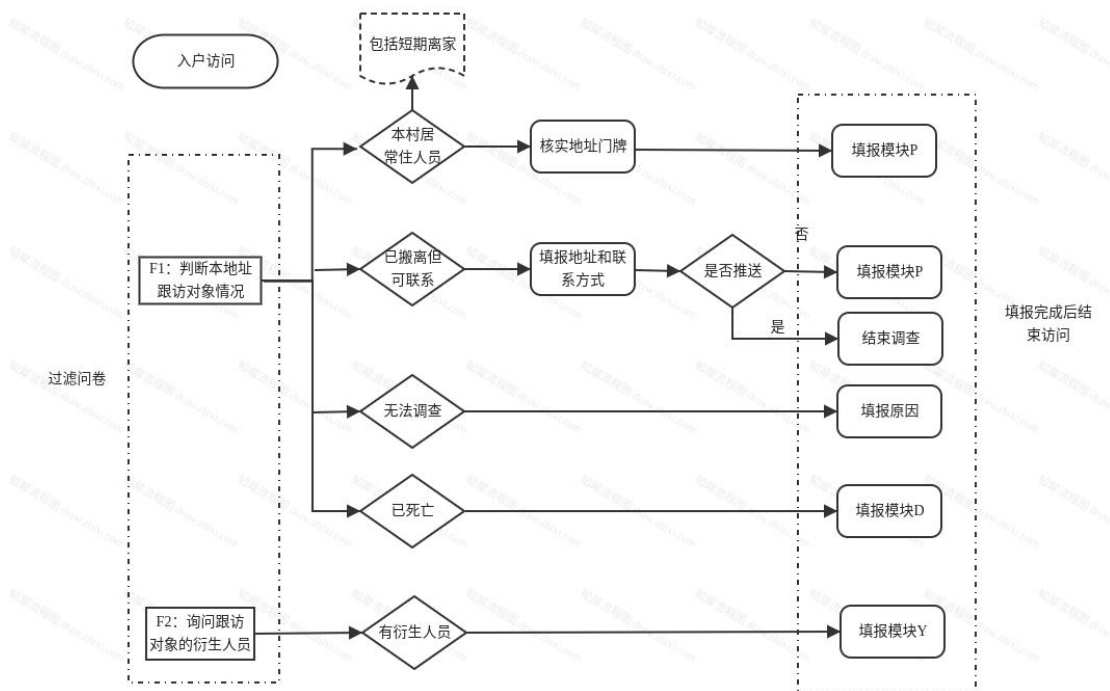 包括短期离家
入户访问
本村居
常住人员
核实地址门牌
填报模块P
否
已搬离但
可联系
填报地址和联
系方式
是否推送
填报模块P
F1：判断本地址
跟访对象情况
是
结束调查
填报完成后结
束访问
过滤问卷
无法调查
填报原因
已死亡
填报模块D
F2：询问跟访
对象的衍生人员
有衍生人员
填报模块Y